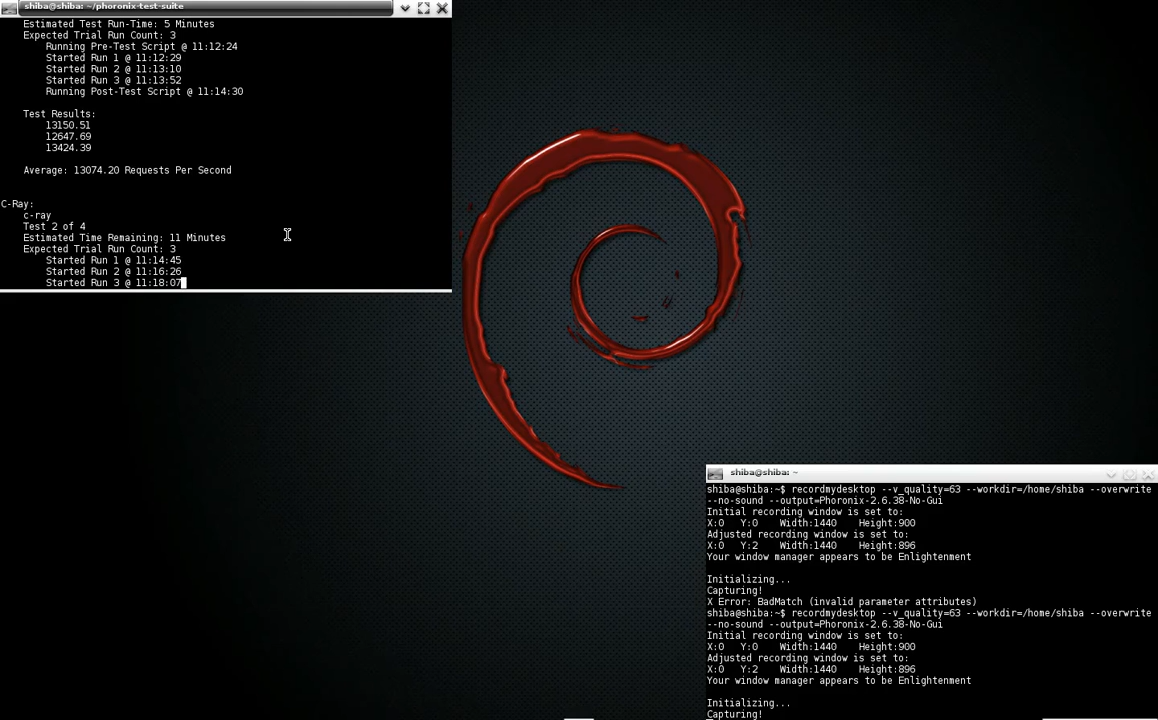 shiba@shiba: ~/phoronix-test-suite
Estimated Test Run-Time: 5 Minutes
Expected Trial Run Count: 3
Running Pre-Test Script @ 11:12:24
Started Run 1 @ 11:12:29
Started Run 2 @ 11:13:10
Started Run 3 @ 11:13:52
Running Post-Test Script @ 11:14:30
Test Results:
13150.51
12647.69
13424.39
Average: 13074.20 Requests Per Second
C-Ray:
c-ray
Test 2 of 4
Estimated Time Remaining: 11 Minutes
Expected Trial Run Count: 3
Started Run 1 @ 11:14:45
Started Run 2 @ 11:16:26
Started Run 3 @ 11:18:07
shiba@shiba: ~
shiba@shiba:~$ recordmydesktop --v_quality=63 --workdir=/home/shiba --overwrite
--no-sound --output=Phoronix-2.6.38-No-Gui
Initial recording window is set to:
X:0   Y:0    Width:1440    Height:900
Adjusted recording window is set to:
X:0   Y:2    Width:1440    Height:896
Your window manager appears to be Enlightenment
Initializing...
Capturing!
X Error: BadMatch (invalid parameter attributes)
shiba@shiba:~$ recordmydesktop --v_quality=63 --workdir=/home/shiba --overwrite
--no-sound --output=Phoronix-2.6.38-No-Gui
Initial recording window is set to:
X:0   Y:0    Width:1440    Height:900
Adjusted recording window is set to:
X:0   Y:2    Width:1440    Height:896
Your window manager appears to be Enlightenment
Initializing...
Capturing!